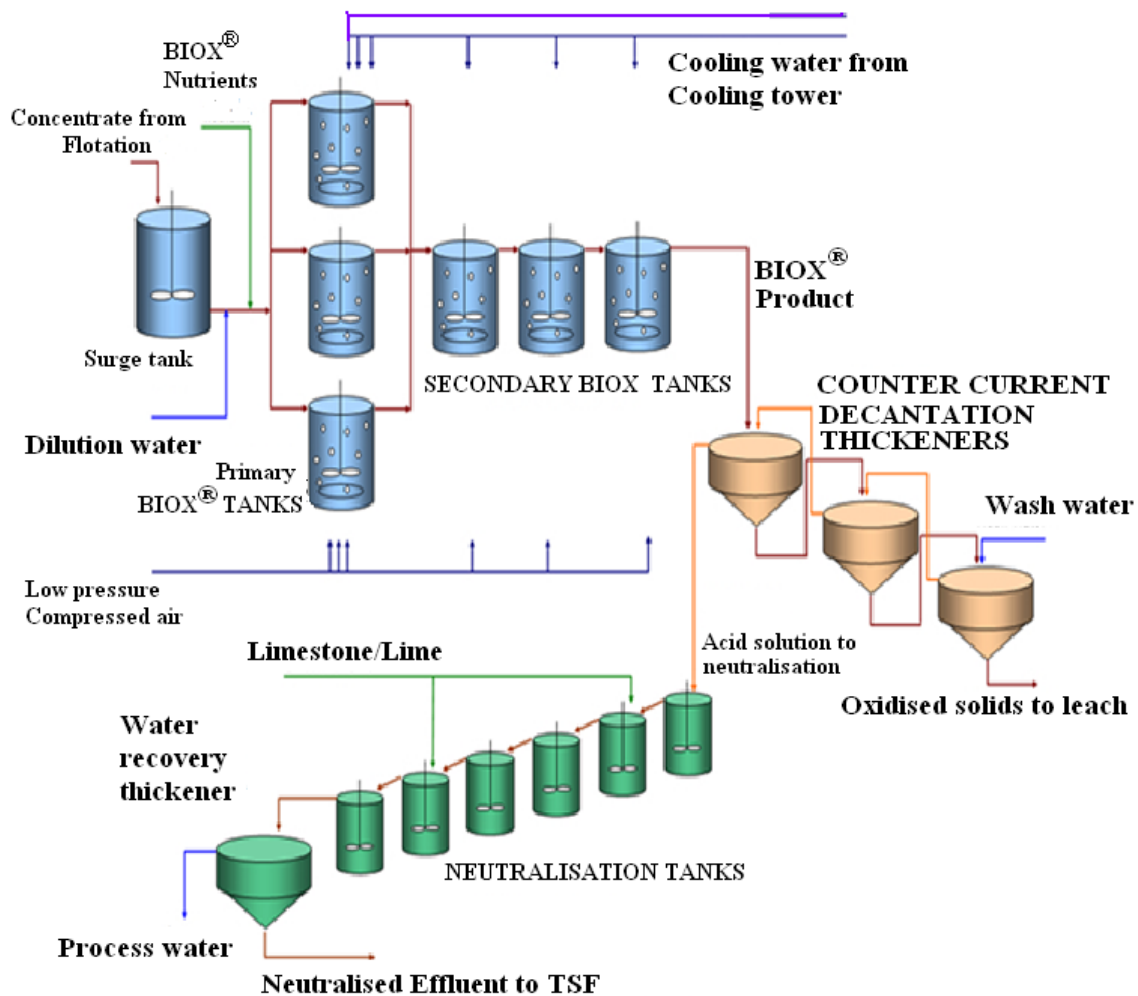 BIOX®
Nutrients
Cooling water from
Cooling tower
Concentrate from
Flotation
Surge tank
Dilution water
Primary
BIOX® TANKS
SECONDARY BIOX TANKS
BIOX®
Product
COUNTER CURRENT
DECANTATION
THICKENERS
Wash water
Low pressure
Compressed air
Acid solution to
neutralisation
Oxidised solids to leach
Limestone/Lime
Water
recovery
thickener
NEUTRALISATION TANKS
Process water
Neutralised Effluent to TSF